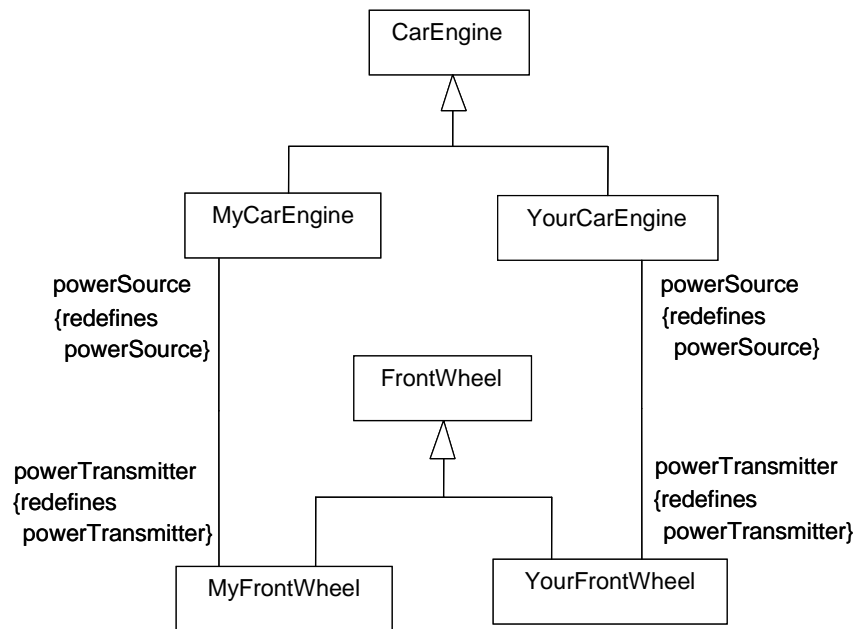 CarEngine
MyCarEngine
YourCarEngine
powerSource
{redefines
powerSource}
powerSource
{redefines
powerSource}
FrontWheel
powerTransmitter
{redefines
powerTransmitter}
powerTransmitter
{redefines
powerTransmitter}
MyFrontWheel
YourFrontWheel